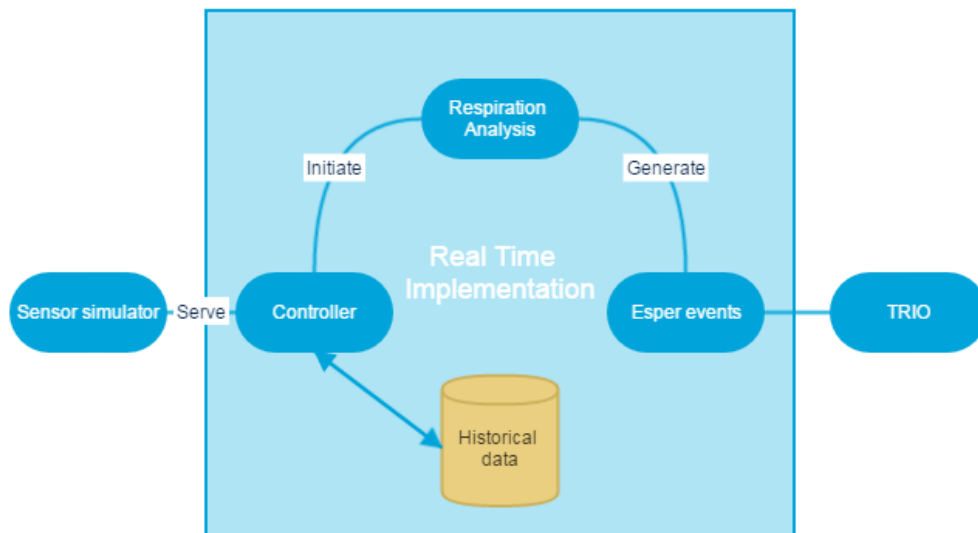 Respiration
Analysis
Initiate
Generate
Real Time
Implementation
Sensor simulator
Serve
Controller
Esper events
TRIO
Historical
data